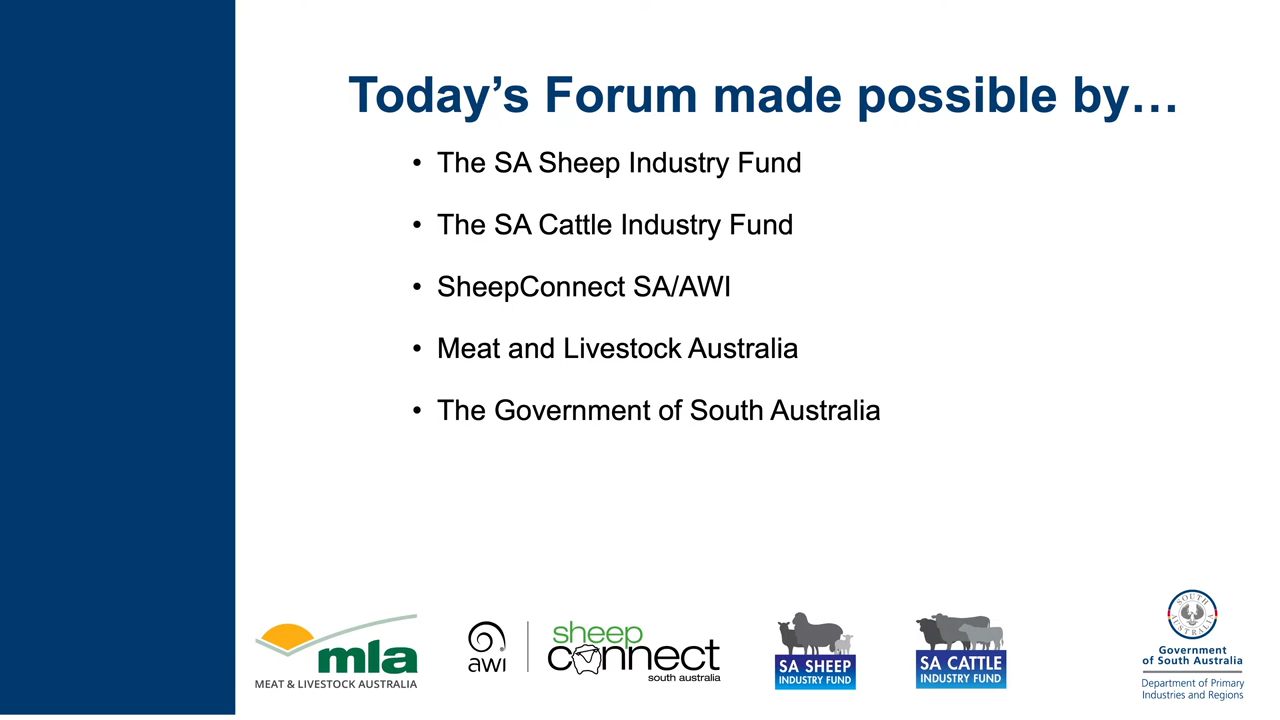 Today’s Forum made possible by…
• The SA Sheep Industry Fund
• The SA Cattle Industry Fund
• SheepConnect SA/AWI
• Meat and Livestock Australia
• The Government of South Australia
mla
MEAT & LIVESTOCK AUSTRALIA
AWI
sheep
connect
south australia
SA SHEEP
INDUSTRY FUND
SA CATTLE
INDUSTRY FUND
SOUTH
AUSTRALIA
Government
of South Australia
Department of Primary
Industries and Regions